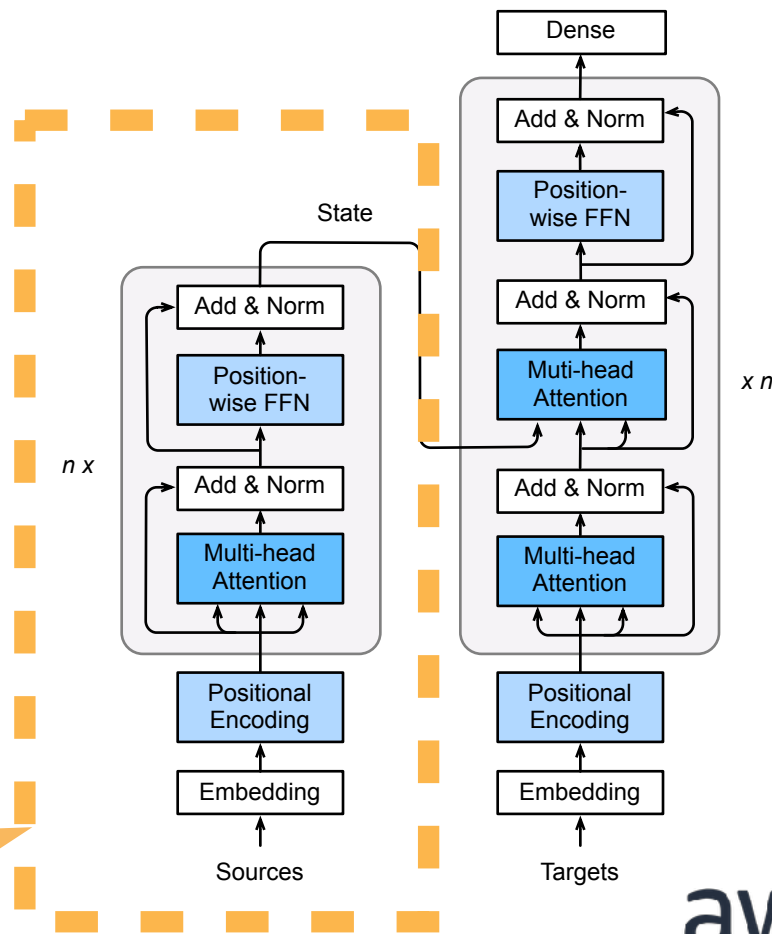 Dense
Add & Norm
Position-
wise FFN
State
Add & Norm
Add & Norm
Position-
wise FFN
Muti-head
Attention
x n
n x
Add & Norm
Add & Norm
Multi-head
Attention
Multi-head
Attention
Positional
Encoding
Positional
Encoding
Embedding
Embedding
Sources
Targets